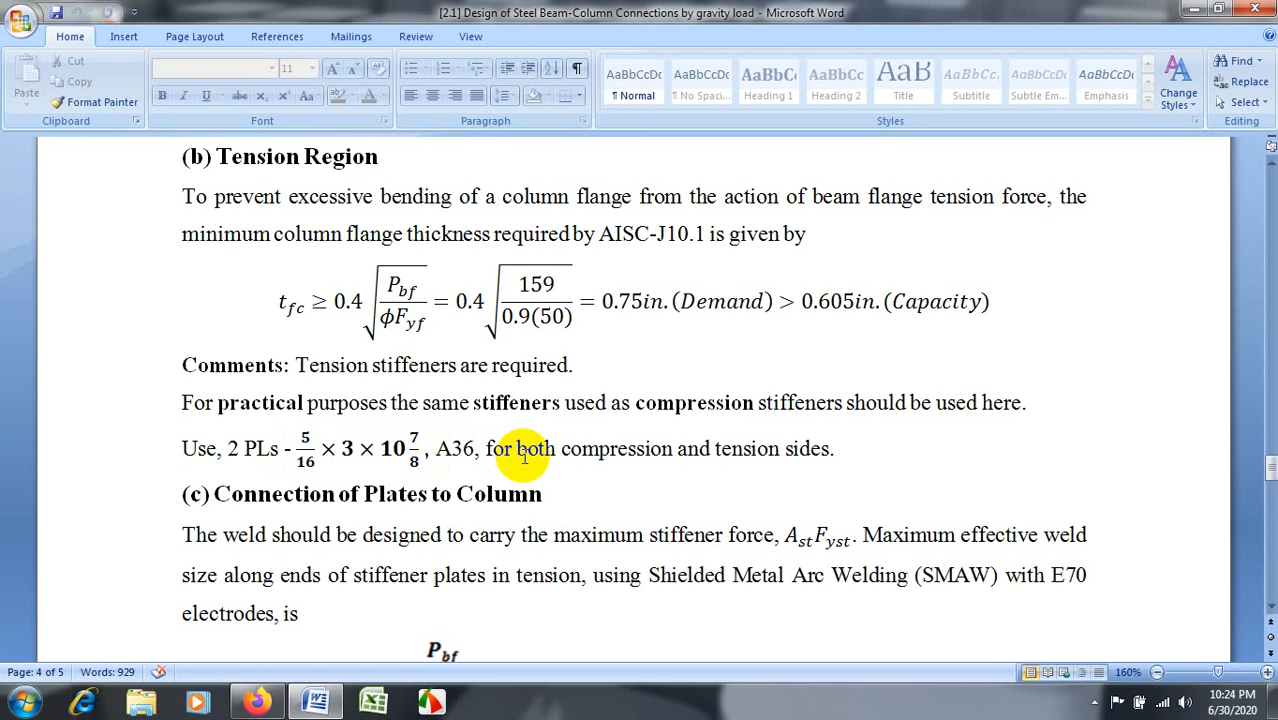 [2.1] Design of Steel Beam-Column Connections by gravity load - Microsoft Word
Home Insert Page Layout References Mailings Review View
Cut
Copy
Format Painter
Paste
Clipboard
11
Font
Paragraph
AaBbCcDc AaBbCcDc AaBbC AaBbCc AaB AaBbCc. AaBbCcDc AaBbCcDc
¶ Normal ¶ No Spaci... Heading 1 Heading 2 Title Subtitle Subtle Em... Emphasis
Change Styles
Styles
Find
Replace
Select
Editing
(b) Tension Region
To prevent excessive bending of a column flange from the action of beam flange tension force, the
minimum column flange thickness required by AISC-J10.1 is given by
t_fc ≥ 0.4 √(P_bf / ϕF_yf) = 0.4 √(159 / 0.9(50)) = 0.75in. (Demand) > 0.605in. (Capacity)
Comments: Tension stiffeners are required.
For practical purposes the same stiffeners used as compression stiffeners should be used here.
Use, 2 PLs - 5/16 × 3 × 10 7/8, A36, for both compression and tension sides.
(c) Connection of Plates to Column
The weld should be designed to carry the maximum stiffener force, A_st F_yst. Maximum effective weld
size along ends of stiffener plates in tension, using Shielded Metal Arc Welding (SMAW) with E70
electrodes, is
P_bf
Page: 4 of 5 Words: 929 160%
10:24 PM
6/30/2020